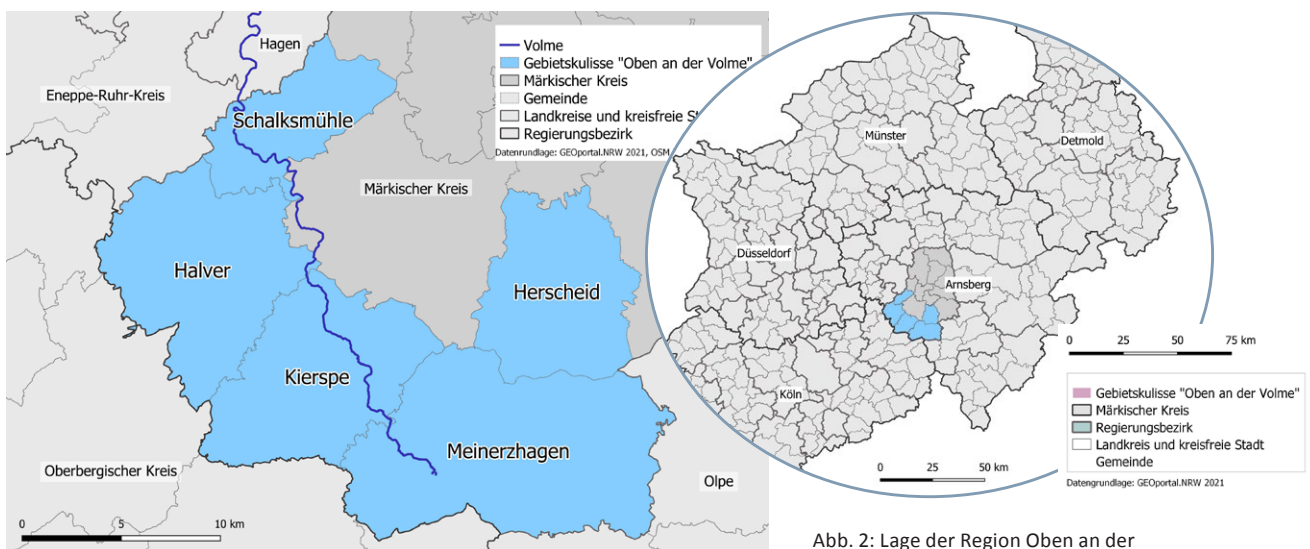 Hagen
Eneppe-Ruhr-Kreis
Schalksmühle
Märkischer Kreis
Halver
Herscheid
Kierspe
Meinerzhagen
Oberbergischer Kreis
Olpe
0 5 10 km
Volme
Gebietskulisse "Oben an der Volme"
Märkischer Kreis
Gemeinde
Landkreise und kreisfreie
Regierungsbezirk
Datenrundlage: GEOportal.NRW 2021, OSM
Münster
Detmold
Düsseldorf
Arnsberg
Köln
0 25 50 km
0 25 50 75 km
Gebietskulisse "Oben an der Volme"
Märkischer Kreis
Regierungsbezirk
Landkreis und kreisfreie Stadt
Gemeinde
Datengrundlage: GEOportal.NRW 2021
Abb. 2: Lage der Region Oben an der